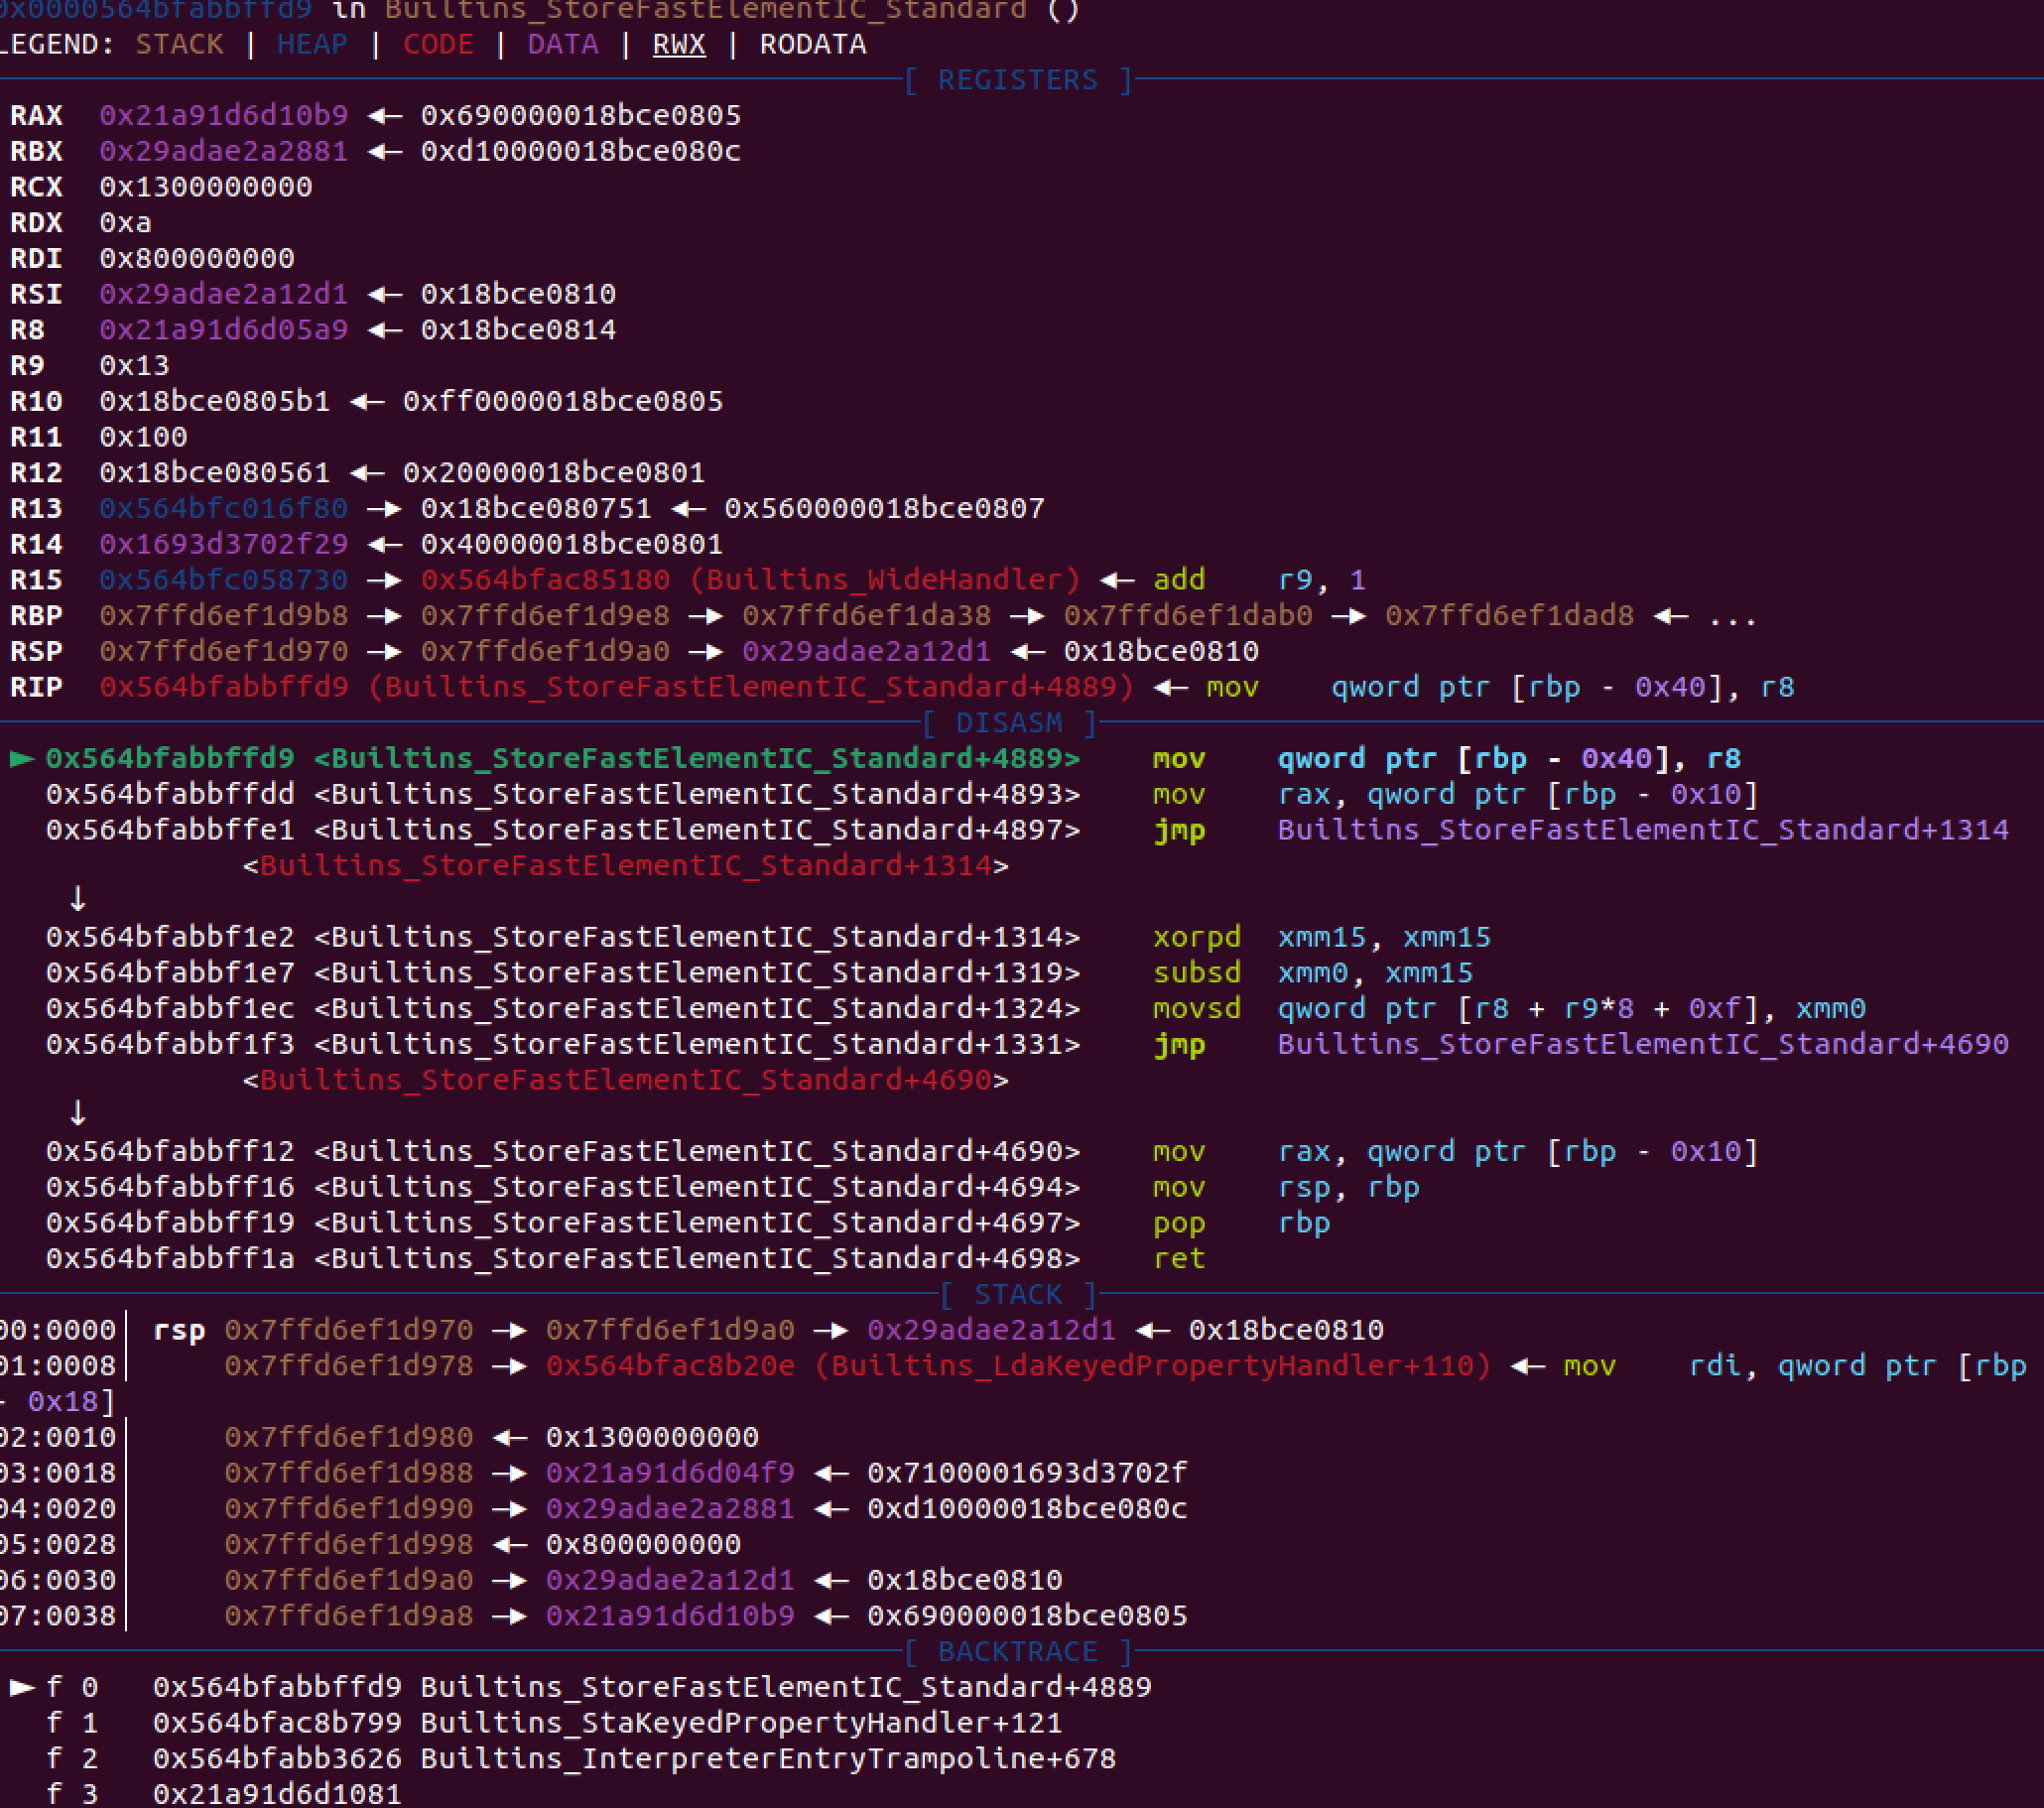 0x0000564bfabbffd9 in Builtins_StoreFastElementIC_Standard ()
LEGEND: STACK | HEAP | CODE | DATA | RWX | RODATA
[ REGISTERS ]
RAX 0x21a91d6d10b9 ◂— 0x690000018bce0805
RBX 0x29adae2a2881 ◂— 0xd10000018bce080c
RCX 0x1300000000
RDX 0xa
RDI 0x800000000
RSI 0x29adae2a12d1 ◂— 0x18bce0810
R8 0x21a91d6d05a9 ◂— 0x18bce0814
R9 0x13
R10 0x18bce0805b1 ◂— 0xff0000018bce0805
R11 0x100
R12 0x18bce080561 ◂— 0x20000018bce0801
R13 0x564bfc016f80 —▸ 0x18bce080751 ◂— 0x560000018bce0807
R14 0x1693d3702f29 ◂— 0x40000018bce0801
R15 0x564bfc058730 —▸ 0x564bfac85180 (Builtins_WideHandler) ◂— add r9, 1
RBP 0x7ffd6ef1d9b8 —▸ 0x7ffd6ef1d9e8 —▸ 0x7ffd6ef1da38 —▸ 0x7ffd6ef1dab0 —▸ 0x7ffd6ef1dad8 ◂— ...
RSP 0x7ffd6ef1d970 —▸ 0x7ffd6ef1d9a0 —▸ 0x29adae2a12d1 ◂— 0x18bce0810
RIP 0x564bfabbffd9 (Builtins_StoreFastElementIC_Standard+4889) ◂— mov qword ptr [rbp - 0x40], r8
[ DISASM ]
► 0x564bfabbffd9 <Builtins_StoreFastElementIC_Standard+4889> mov qword ptr [rbp - 0x40], r8
0x564bfabbffdd <Builtins_StoreFastElementIC_Standard+4893> mov rax, qword ptr [rbp - 0x10]
0x564bfabbffe1 <Builtins_StoreFastElementIC_Standard+4897> jmp Builtins_StoreFastElementIC_Standard+1314
<Builtins_StoreFastElementIC_Standard+1314>
↓
0x564bfabbf1e2 <Builtins_StoreFastElementIC_Standard+1314> xorpd xmm15, xmm15
0x564bfabbf1e7 <Builtins_StoreFastElementIC_Standard+1319> subsd xmm0, xmm15
0x564bfabbf1ec <Builtins_StoreFastElementIC_Standard+1324> movsd qword ptr [r8 + r9*8 + 0xf], xmm0
0x564bfabbf1f3 <Builtins_StoreFastElementIC_Standard+1331> jmp Builtins_StoreFastElementIC_Standard+4690
<Builtins_StoreFastElementIC_Standard+4690>
↓
0x564bfabbff12 <Builtins_StoreFastElementIC_Standard+4690> mov rax, qword ptr [rbp - 0x10]
0x564bfabbff16 <Builtins_StoreFastElementIC_Standard+4694> mov rsp, rbp
0x564bfabbff19 <Builtins_StoreFastElementIC_Standard+4697> pop rbp
0x564bfabbff1a <Builtins_StoreFastElementIC_Standard+4698> ret
[ STACK ]
00:0000│ rsp 0x7ffd6ef1d970 —▸ 0x7ffd6ef1d9a0 —▸ 0x29adae2a12d1 ◂— 0x18bce0810
01:0008│ 0x7ffd6ef1d978 —▸ 0x564bfac8b20e (Builtins_LdaKeyedPropertyHandler+110) ◂— mov rdi, qword ptr [rbp
- 0x18]
02:0010│ 0x7ffd6ef1d980 ◂— 0x1300000000
03:0018│ 0x7ffd6ef1d988 —▸ 0x21a91d6d04f9 ◂— 0x7100001693d3702f
04:0020│ 0x7ffd6ef1d990 —▸ 0x29adae2a2881 ◂— 0xd10000018bce080c
05:0028│ 0x7ffd6ef1d998 ◂— 0x800000000
06:0030│ 0x7ffd6ef1d9a0 —▸ 0x29adae2a12d1 ◂— 0x18bce0810
07:0038│ 0x7ffd6ef1d9a8 —▸ 0x21a91d6d10b9 ◂— 0x690000018bce0805
[ BACKTRACE ]
► f 0 0x564bfabbffd9 Builtins_StoreFastElementIC_Standard+4889
f 1 0x564bfac8b799 Builtins_StaKeyedPropertyHandler+121
f 2 0x564bfabb3626 Builtins_InterpreterEntryTrampoline+678
f 3 0x21a91d6d1081